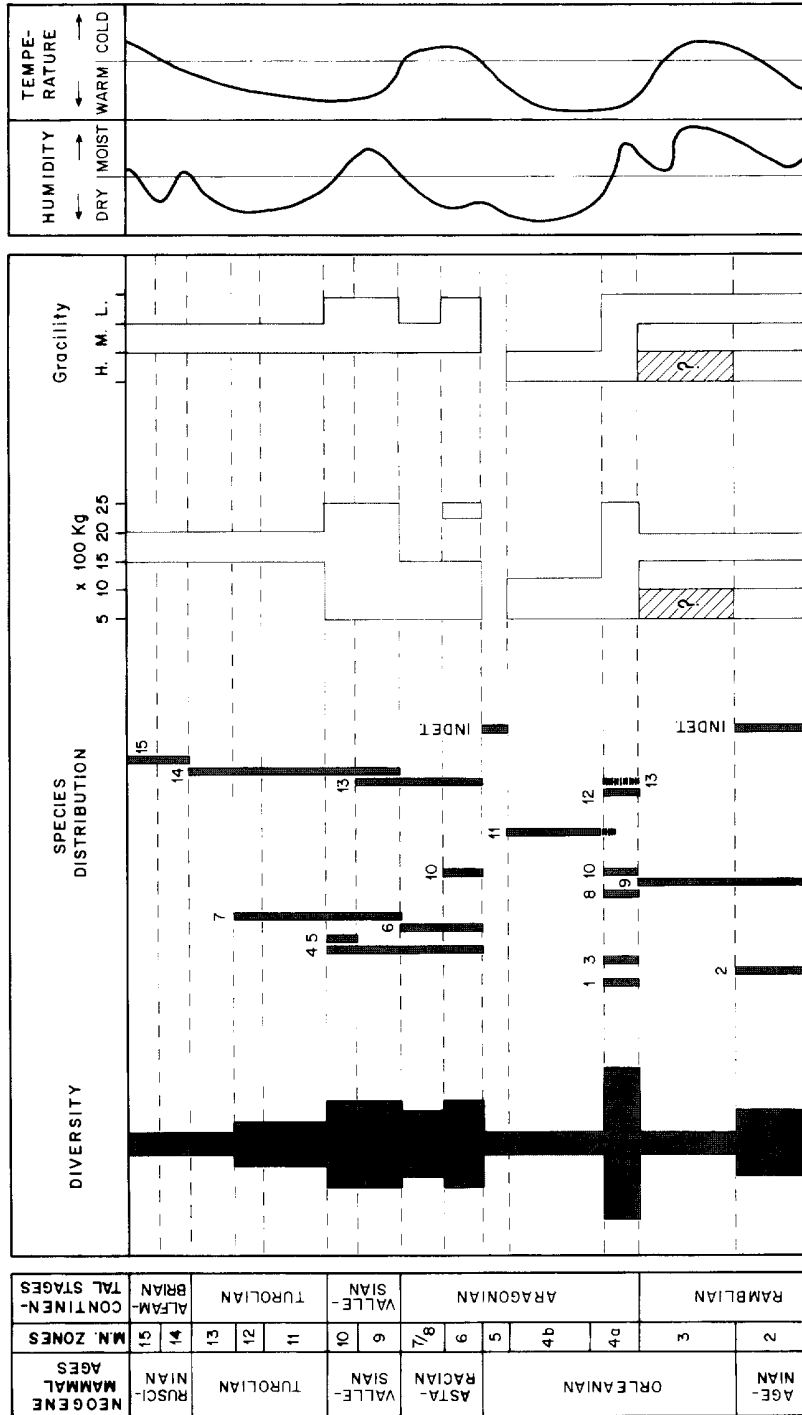 TEMPE-
RATURE
WARM COLD
HUMIDITY
DRY MOIST
Gracility
H. M. L.
x 100 Kg
5 10 15 20 25
?
?
SPECIES
DISTRIBUTION
15
14
13
INDET.
INDET.
13
12
11
10
10
9
8
7
6
5
4
3
2
1
DIVERSITY
CONTINEN-
TAL STAGES
ALFAM-
BRIAN
TUROLIAN
VALLE-
SIAN
ARAGONIAN
RAMBLIAN
M.N. ZONES
15
14
13
12
11
10
9
7/8
6
5
4b
4a
3
2
NEOGENE
MAMMAL
AGES
RUSCI-
NIAN
TUROLIAN
VALLE-
SIAN
ASTA-
RACIAN
ORLEANIAN
AGE-
NIAN